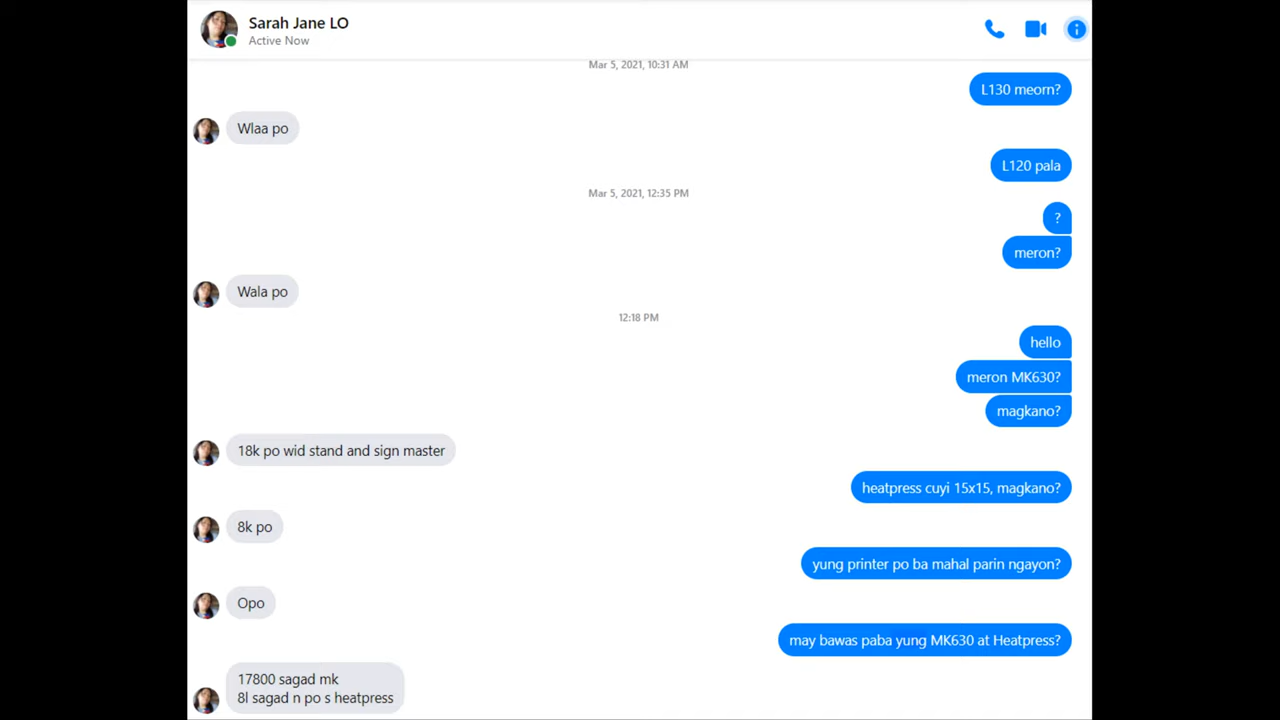 Sarah Jane LO
Active Now
Mar 5, 2021, 10:31 AM
L130 meorn?
Wlaa po
L120 pala
Mar 5, 2021, 12:35 PM
?
meron?
Wala po
12:18 PM
hello
meron MK630?
magkano?
18k po wid stand and sign master
heatpress cuyi 15x15, magkano?
8k po
yung printer po ba mahal parin ngayon?
Opo
may bawas paba yung MK630 at Heatpress?
17800 sagad mk
8l sagad n po s heatpress